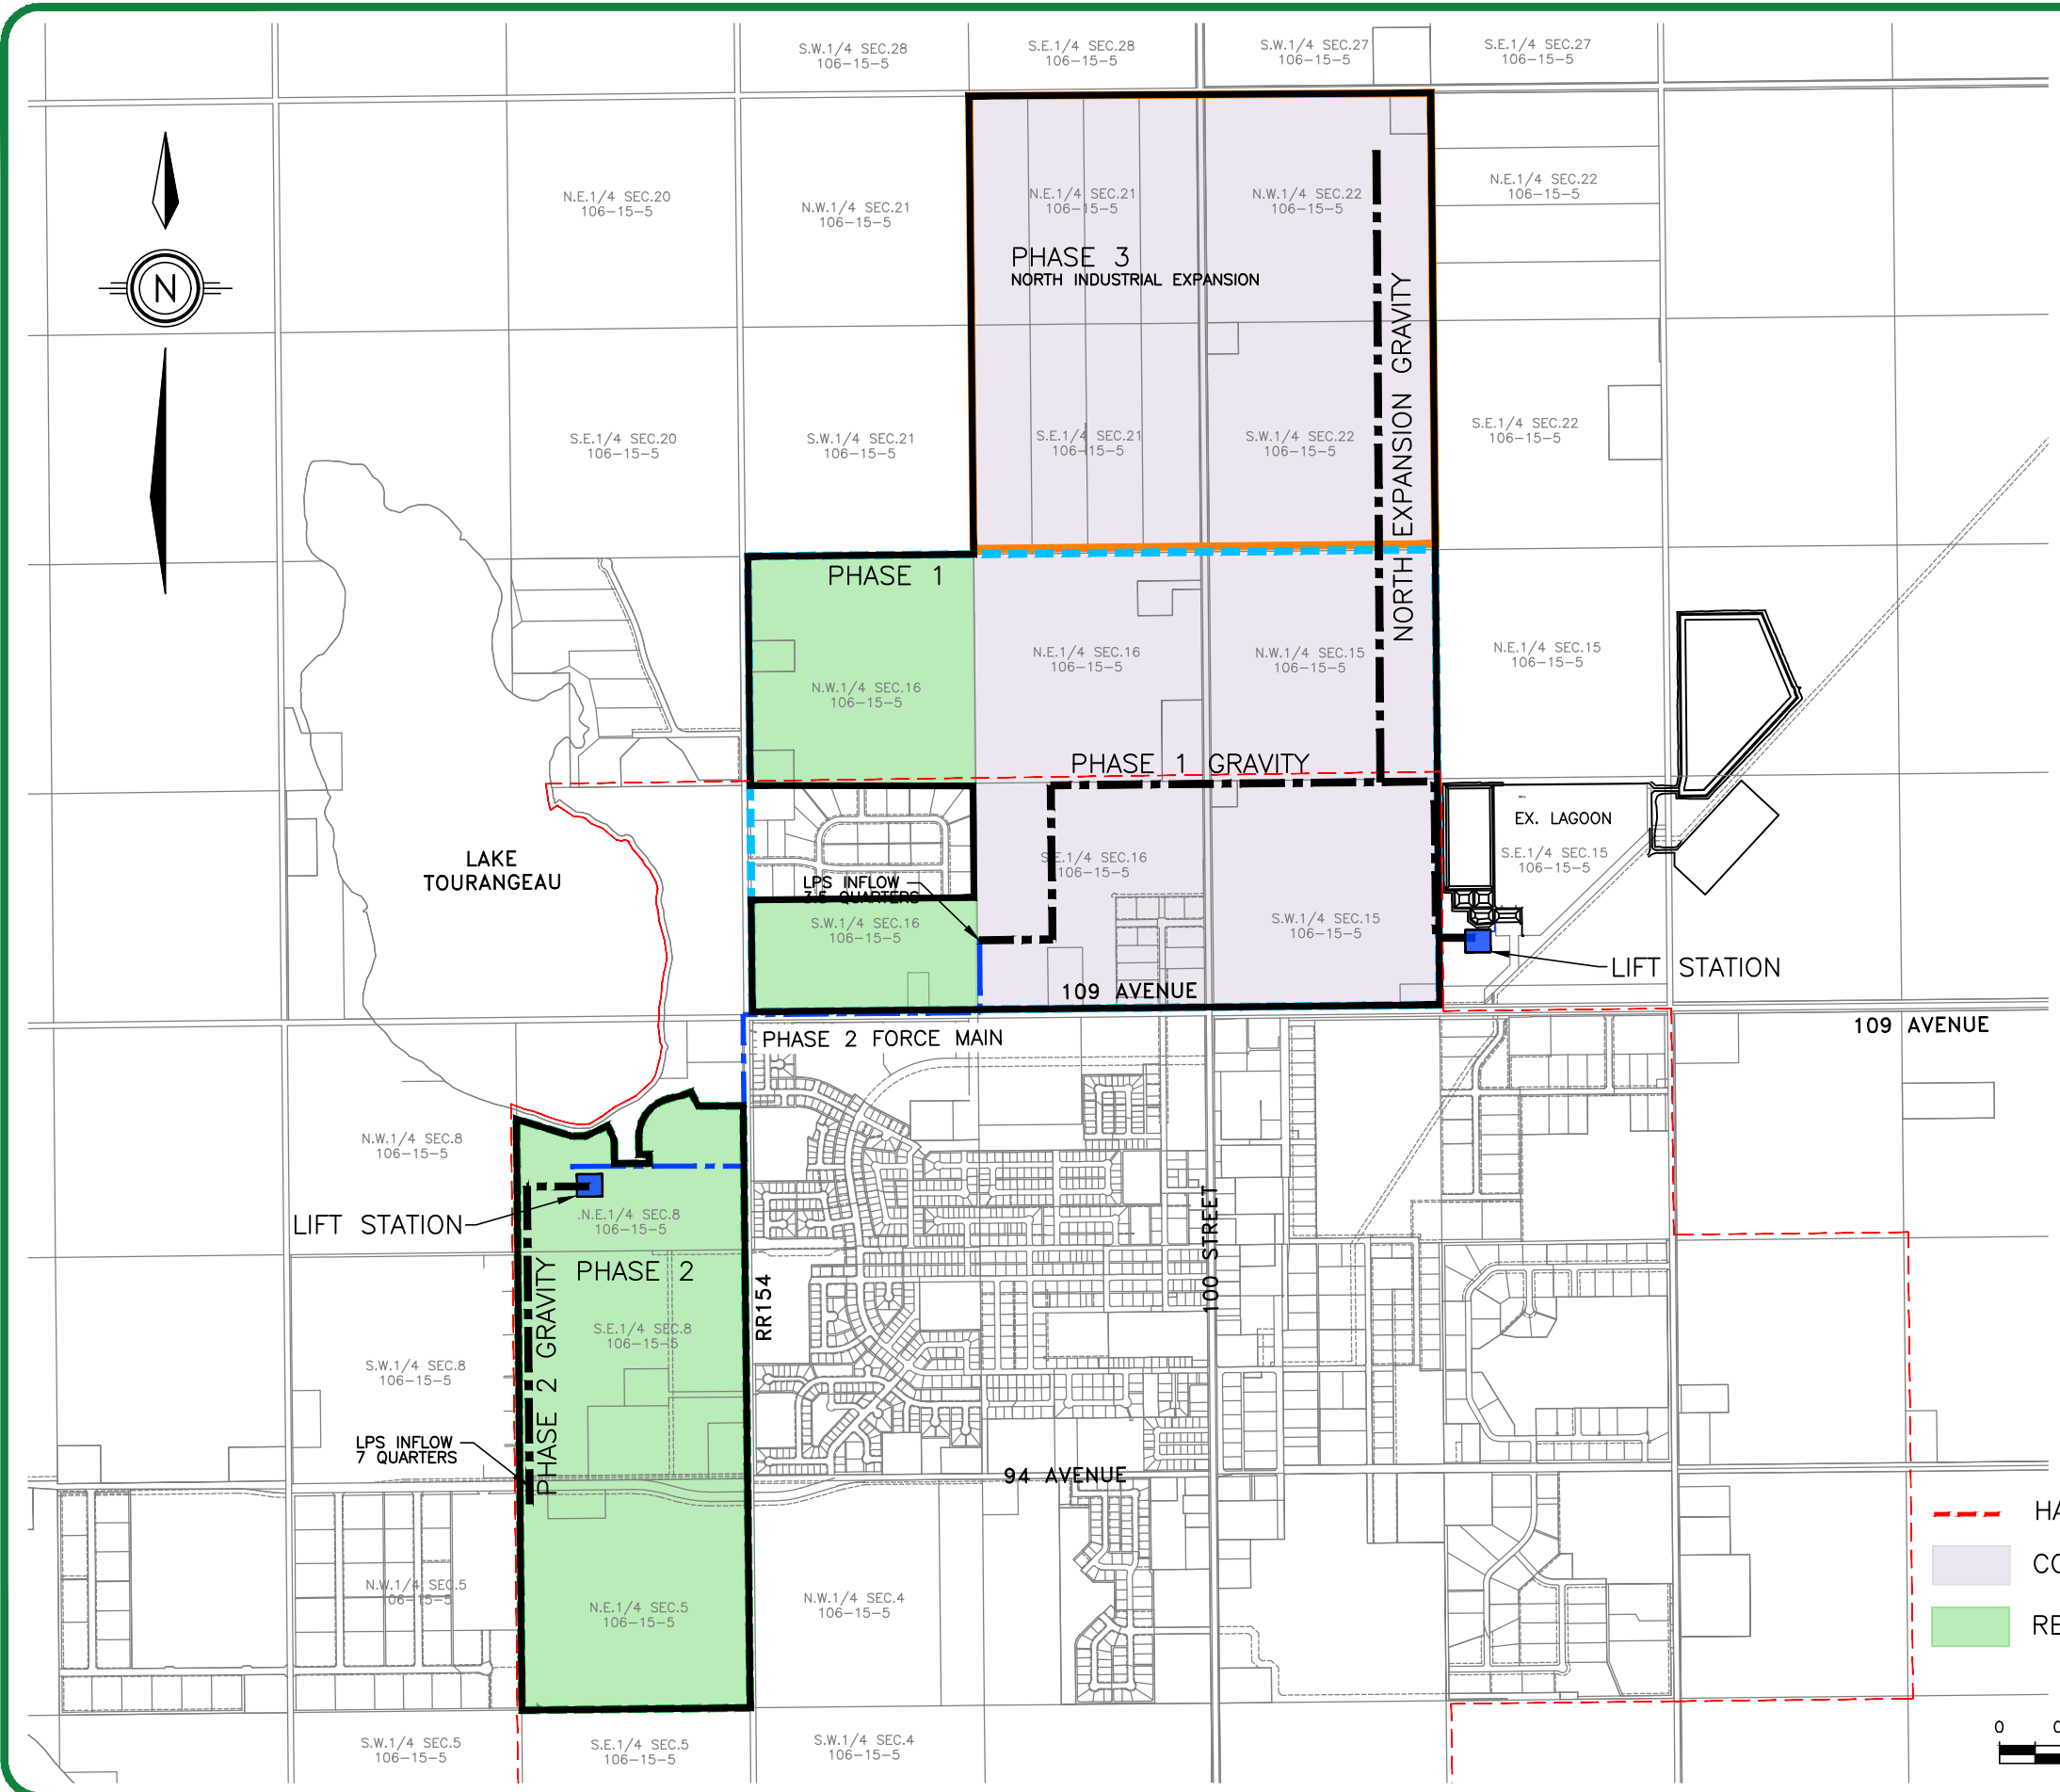 S.W.1/4 SEC.28
106-15-5
S.E.1/4 SEC.28
106-15-5
S.W.1/4 SEC.27
106-15-5
S.E.1/4 SEC.27
106-15-5
N.E.1/4 SEC.20
106-15-5
N.W.1/4 SEC.21
106-15-5
N.E.1/4 SEC.21
106-15-5
N.W.1/4 SEC.22
106-15-5
N.E.1/4 SEC.22
106-15-5
N
PHASE 3
NORTH INDUSTRIAL EXPANSION
NORTH EXPANSION GRAVITY
S.E.1/4 SEC.20
106-15-5
S.W.1/4 SEC.21
106-15-5
S.E.1/4 SEC.21
106-15-5
S.W.1/4 SEC.22
106-15-5
S.E.1/4 SEC.22
106-15-5
PHASE 1
N.W.1/4 SEC.16
106-15-5
N.E.1/4 SEC.16
106-15-5
N.W.1/4 SEC.15
106-15-5
N.E.1/4 SEC.15
106-15-5
PHASE 1 GRAVITY
LAKE
TOURANGEAU
LPS INFLOW
3.5 QUARTERS
S.W.1/4 SEC.16
106-15-5
S.E.1/4 SEC.16
106-15-5
S.W.1/4 SEC.15
106-15-5
EX. LAGOON
S.E.1/4 SEC.15
106-15-5
LIFT STATION
109 AVENUE
109 AVENUE
PHASE 2 FORCE MAIN
N.W.1/4 SEC.8
106-15-5
.N.E.1/4 SEC.8
106-15-5
LIFT STATION
PHASE 2
PHASE 2 GRAVITY
RR154
100 STREET
S.E.1/4 SEC.8
106-15-5
S.W.1/4 SEC.8
106-15-5
LPS INFLOW
7 QUARTERS
94 AVENUE
N.W.1/4 SEC.5
06-15-5
N.E.1/4 SEC.5
106-15-5
N.W.1/4 SEC.4
106-15-5
HA
CO
RE
S.W.1/4 SEC.5
106-15-5
S.E.1/4 SEC.5
106-15-5
S.W.1/4 SEC.4
106-15-5
0